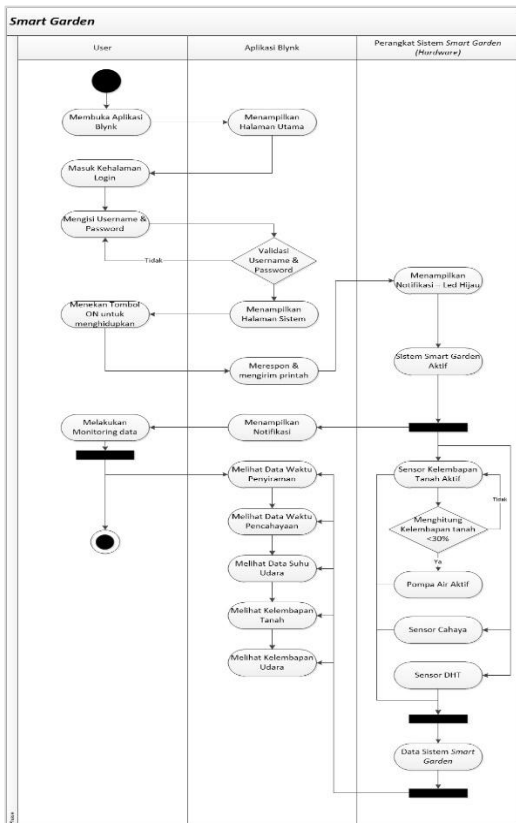 Smart Garden
User
Aplikasi Blynk
Perangkat Sistem Smart Garden
(Hardware)
Membuka Aplikasi
Blynk
Menampilkan
Halaman Utama
Masuk Kehalaman
Login
Mengisi Username &
Password
Tidak
Validasi
Username &
Password
Menampilkan
Notifikasi – Led Hijau
Menekan Tombol
ON untuk
menghidupkan
Menampilkan
Halaman Sistem
Merespon &
mengirim printah
Sistem Smart Garden
Aktif
Melakukan
Monitoring data
Menampilkan
Notifikasi
Melihat Data Waktu
Penyiraman
Sensor Kelembapan
Tanah Aktif
Tidak
Melihat Data Waktu
Pencahayaan
Menghitung
Kelembapan tanah
<30%
Ya
Melihat Data Suhu
Udara
Pompa Air Aktif
Melihat Kelembapan
Tanah
Sensor Cahaya
Melihat Kelembapan
Udara
Sensor DHT
Data Sistem Smart
Garden